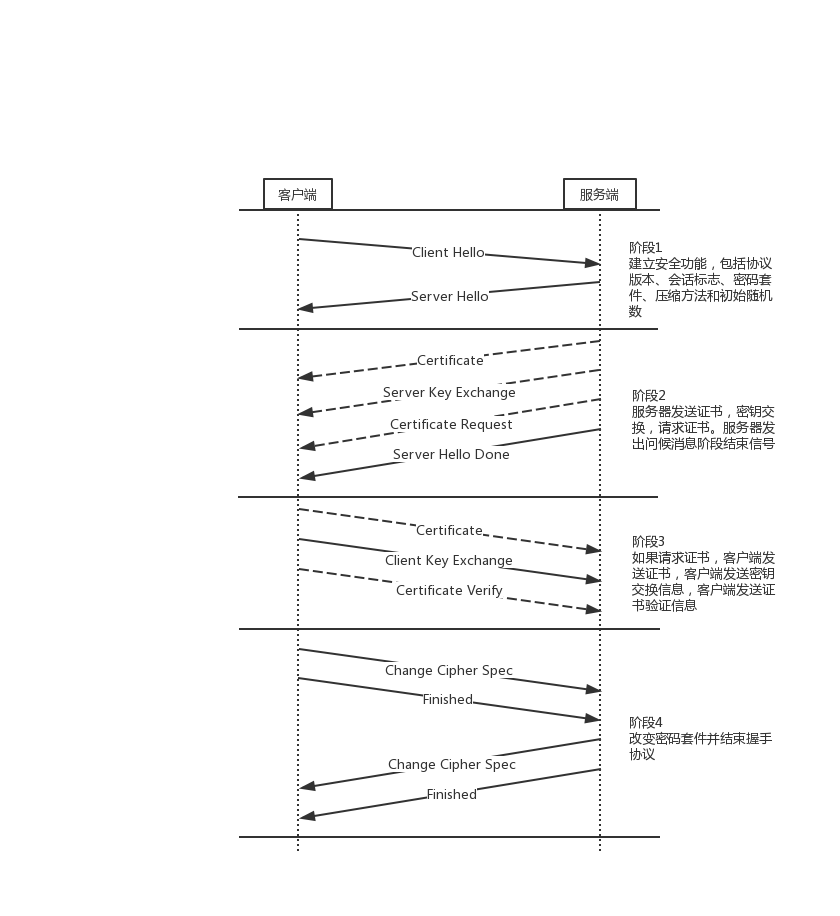 客户端
服务端
Client Hello
Server Hello
阶段1
建立安全功能，包括协议
版本、会话标志、密码套
件、压缩方法和初始随机
数
Certificate
Server Key Exchange
Certificate Request
Server Hello Done
阶段2
服务器发送证书，密钥交
换，请求证书。服务器发
出问候消息阶段结束信号
Certificate
Client Key Exchange
Certificate Verify
阶段3
如果请求证书，客户端发
送证书，客户端发送密钥
交换信息，客户端发送证
书验证信息
Change Cipher Spec
Finished
Change Cipher Spec
Finished
阶段4
改变密码套件并结束握手
协议